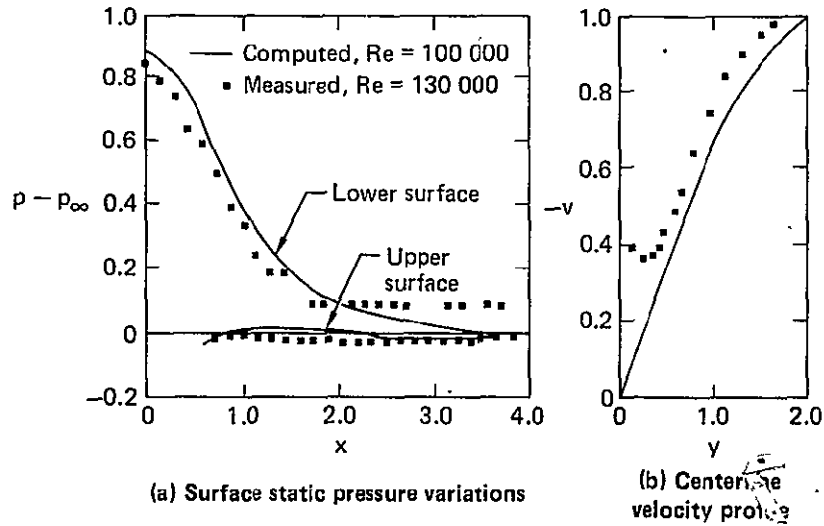 1.0
0.8
0.6
0.4
0.2
0
−0.2
p − p∞
Computed, Re = 100 000
Measured, Re = 130 000
Lower surface
Upper
surface
0
1.0
2.0
3.0
4.0
x
(a) Surface static pressure variations
1.0
0.8
0.6
0.4
0.2
0
−v
0
1.0
2.0
y
(b)
velocity